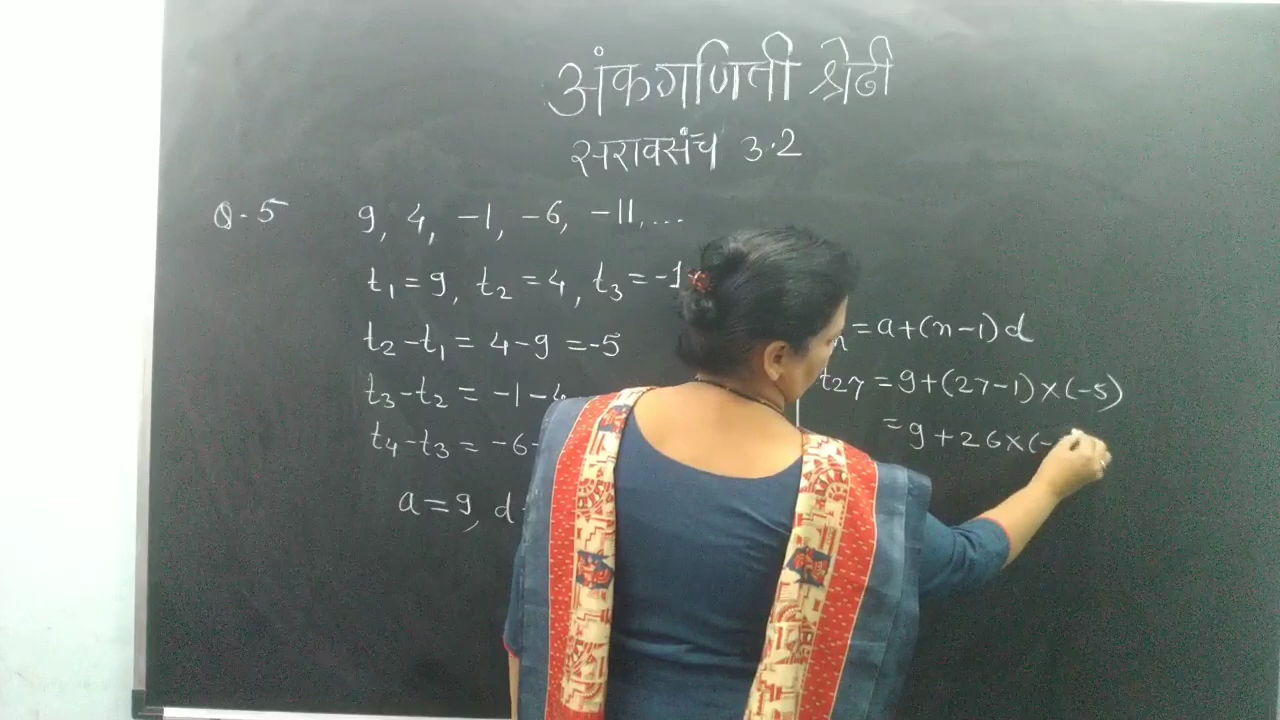 अंकगणिती श्रेढी
सरावसंच 3.2
Q-5 9, 4, -1, -6, -11, ...
t₁ = 9, t₂ = 4, t₃ = -1
t₂ - t₁ = 4 - 9 = -5
t₃ - t₂ = -1 - 4
t₄ - t₃ = -6 -
a = 9, d
n = a + (n - 1) d
t₂₇ = 9 + (27 - 1) × (-5)
= 9 + 26 × (-